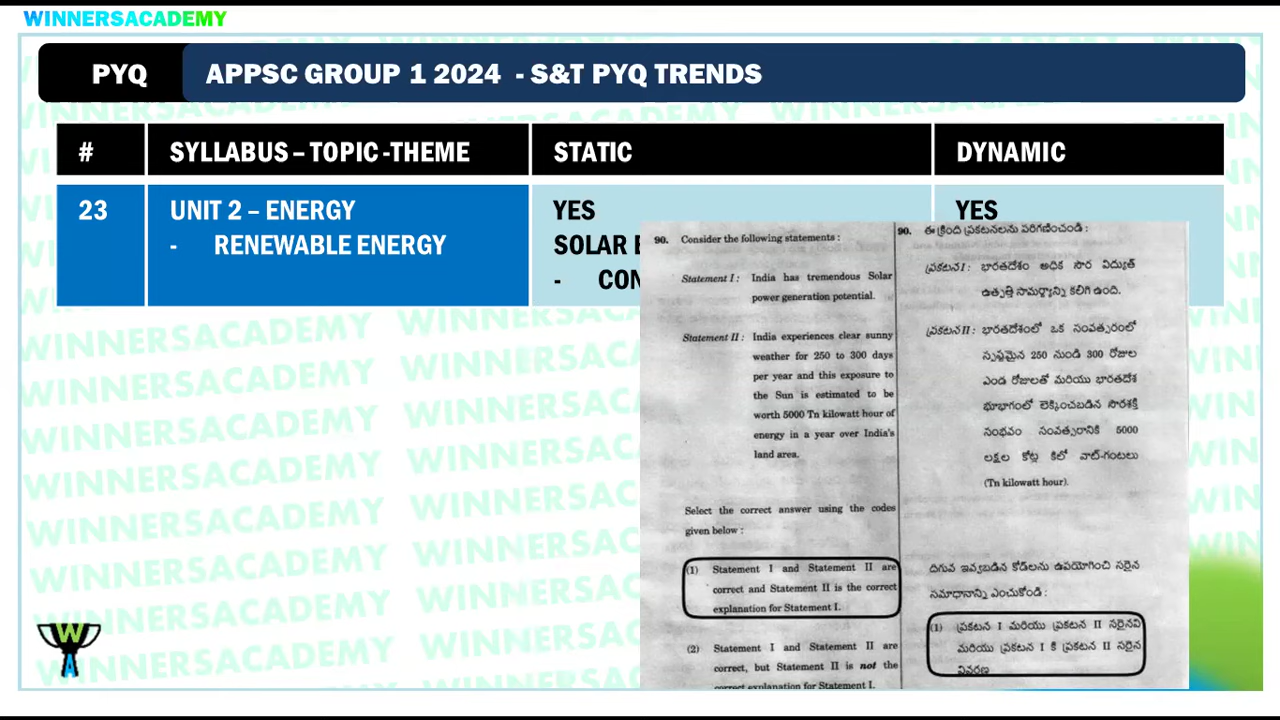 WINNERSACADEMY
PYQ
APPSC GROUP 1 2024 - S&T PYQ TRENDS
# SYLLABUS – TOPIC -THEME STATIC DYNAMIC
23 UNIT 2 – ENERGY YES YES
- RENEWABLE ENERGY SOLAR
- CON
90. Consider the following statements :
Statement I : India has tremendous Solar
power generation potential.
Statement II : India experiences clear sunny
weather for 250 to 300 days
per year and this exposure to
the Sun is estimated to be
worth 5000 Tn kilowatt hour of
energy in a year over India's
land area.
Select the correct answer using the codes
given below :
(1) Statement I and Statement II are
correct and Statement II is the correct
explanation for Statement I.
(2) Statement I and Statement II are
correct, but Statement II is not the
correct explanation for Statement I.
90. ఈ క్రింది ప్రకటనలను పరిగణించండి :
ప్రకటన I : భారతదేశం అధిక సౌర విద్యుత్
ఉత్పత్తి సామర్థ్యాన్ని కలిగి ఉంది.
ప్రకటన II : భారతదేశంలో ఒక సంవత్సరంలో
స్పష్టమైన 250 నుండి 300 రోజుల
ఎండ రోజులతో మరియు భారతదేశ
భూభాగంలో లెక్కించబడిన సౌరశక్తి
సంభవం సంవత్సరానికి 5000
లక్షల కోట్ల కిలో వాట్-గంటలు
(Tn kilowatt hour).
దిగువ ఇవ్వబడిన కోడ్‌లను ఉపయోగించి సరైన
సమాధానాన్ని ఎంచుకోండి :
(1) ప్రకటన I మరియు ప్రకటన II సరైనవి
మరియు ప్రకటన I కి ప్రకటన II సరైన
వివరణ
W
A